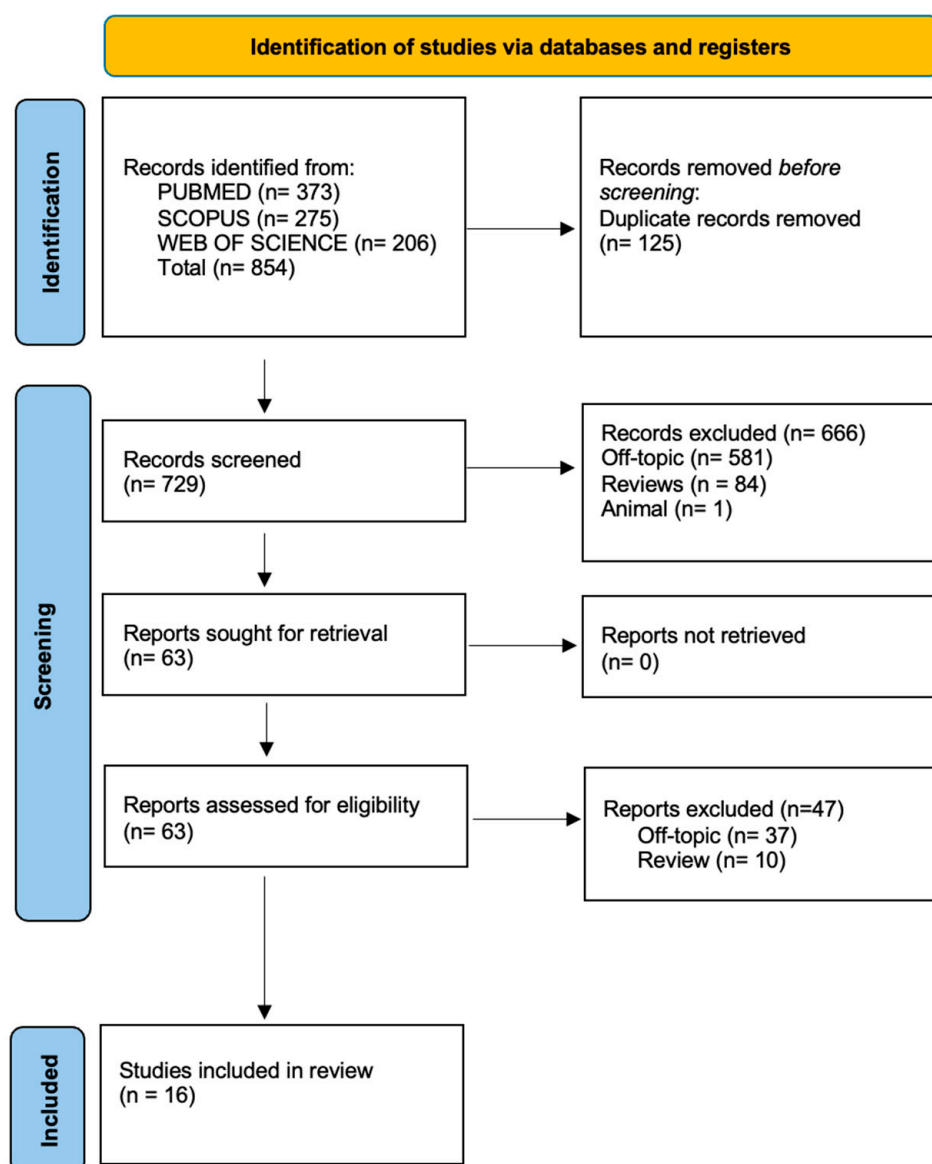 Identification of studies via databases and registers
Identification
Records identified from:
PUBMED (n= 373)
SCOPUS (n= 275)
WEB OF SCIENCE (n= 206)
Total (n= 854)
Records removed before
screening:
Duplicate records removed
(n= 125)
Screening
Records screened
(n= 729)
Records excluded (n= 666)
Off-topic (n= 581)
Reviews (n = 84)
Animal (n= 1)
Reports sought for retrieval
(n= 63)
Reports not retrieved
(n= 0)
Reports assessed for eligibility
(n= 63)
Reports excluded (n=47)
Off-topic (n= 37)
Review (n= 10)
Included
Studies included in review
(n = 16)